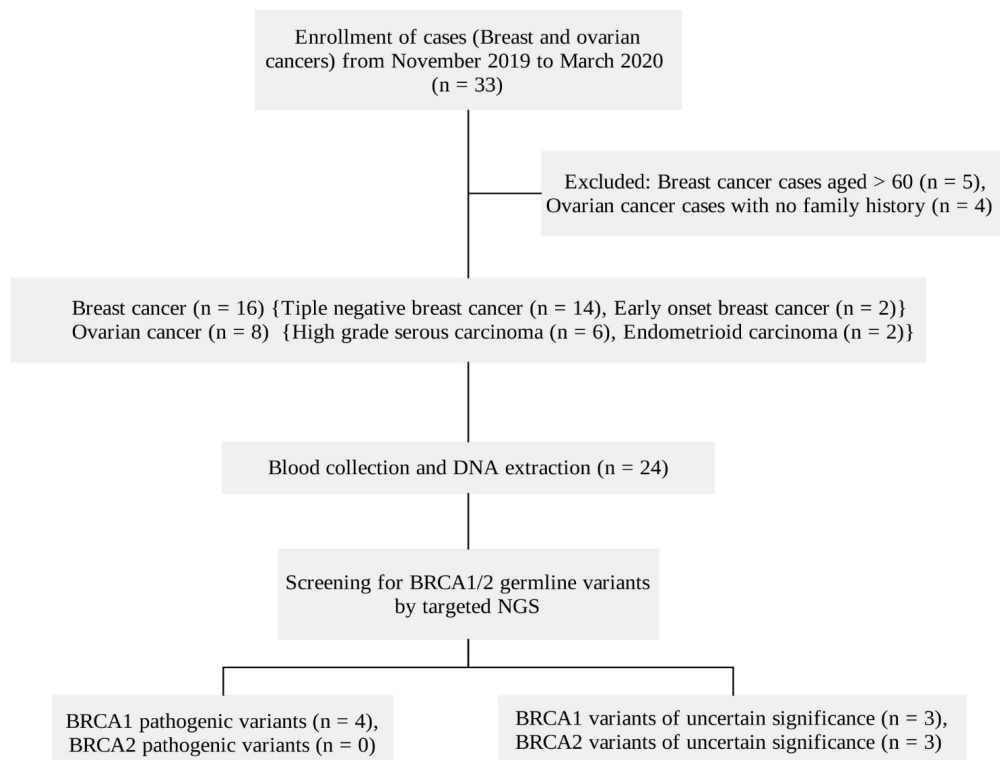 Enrollment of cases (Breast and ovarian
cancers) from November 2019 to March 2020
(n = 33)
Excluded: Breast cancer cases aged > 60 (n = 5),
Ovarian cancer cases with no family history (n = 4)
Breast cancer (n = 16) {Tiple negative breast cancer (n = 14), Early onset breast cancer (n = 2)}
Ovarian cancer (n = 8) {High grade serous carcinoma (n = 6), Endometrioid carcinoma (n = 2)}
Blood collection and DNA extraction (n = 24)
Screening for BRCA1/2 germline variants
by targeted NGS
BRCA1 pathogenic variants (n = 4),
BRCA2 pathogenic variants (n = 0)
BRCA1 variants of uncertain significance (n = 3),
BRCA2 variants of uncertain significance (n = 3)